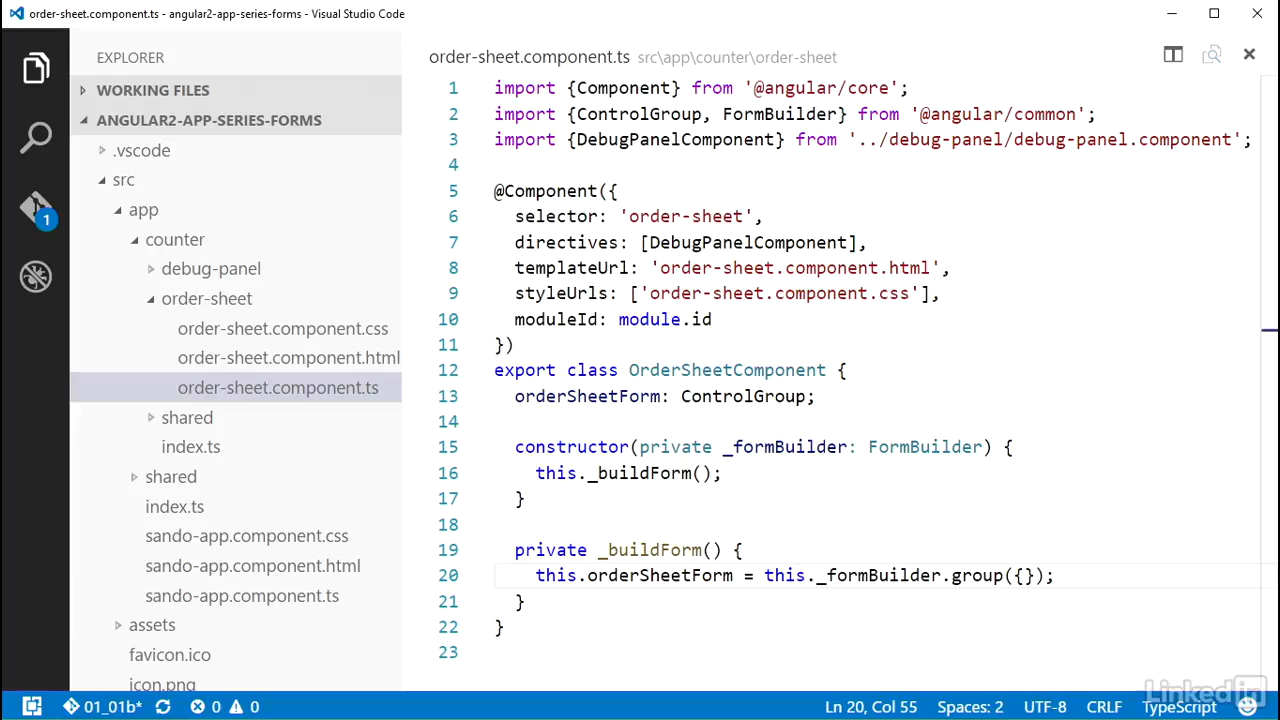 order-sheet.component.ts - angular2-app-series-forms - Visual Studio Code
EXPLORER
WORKING FILES
ANGULAR2-APP-SERIES-FORMS
.vscode
src
app
counter
debug-panel
order-sheet
order-sheet.component.css
order-sheet.component.html
order-sheet.component.ts
shared
index.ts
shared
index.ts
sando-app.component.css
sando-app.component.html
sando-app.component.ts
assets
favicon.ico
icon.png
1
order-sheet.component.ts src\app\counter\order-sheet
1 import {Component} from '@angular/core';
2 import {ControlGroup, FormBuilder} from '@angular/common';
3 import {DebugPanelComponent} from '../debug-panel/debug-panel.component';
4
5 @Component({
6 selector: 'order-sheet',
7 directives: [DebugPanelComponent],
8 templateUrl: 'order-sheet.component.html',
9 styleUrls: ['order-sheet.component.css'],
10 moduleId: module.id
11 })
12 export class OrderSheetComponent {
13 orderSheetForm: ControlGroup;
14
15 constructor(private _formBuilder: FormBuilder) {
16 this._buildForm();
17 }
18
19 private _buildForm() {
20 this.orderSheetForm = this._formBuilder.group({});
21 }
22 }
23
01_01b* 0 0 Ln 20, Col 55 Spaces: 2 UTF-8 CRLF TypeScript
LinkedIn